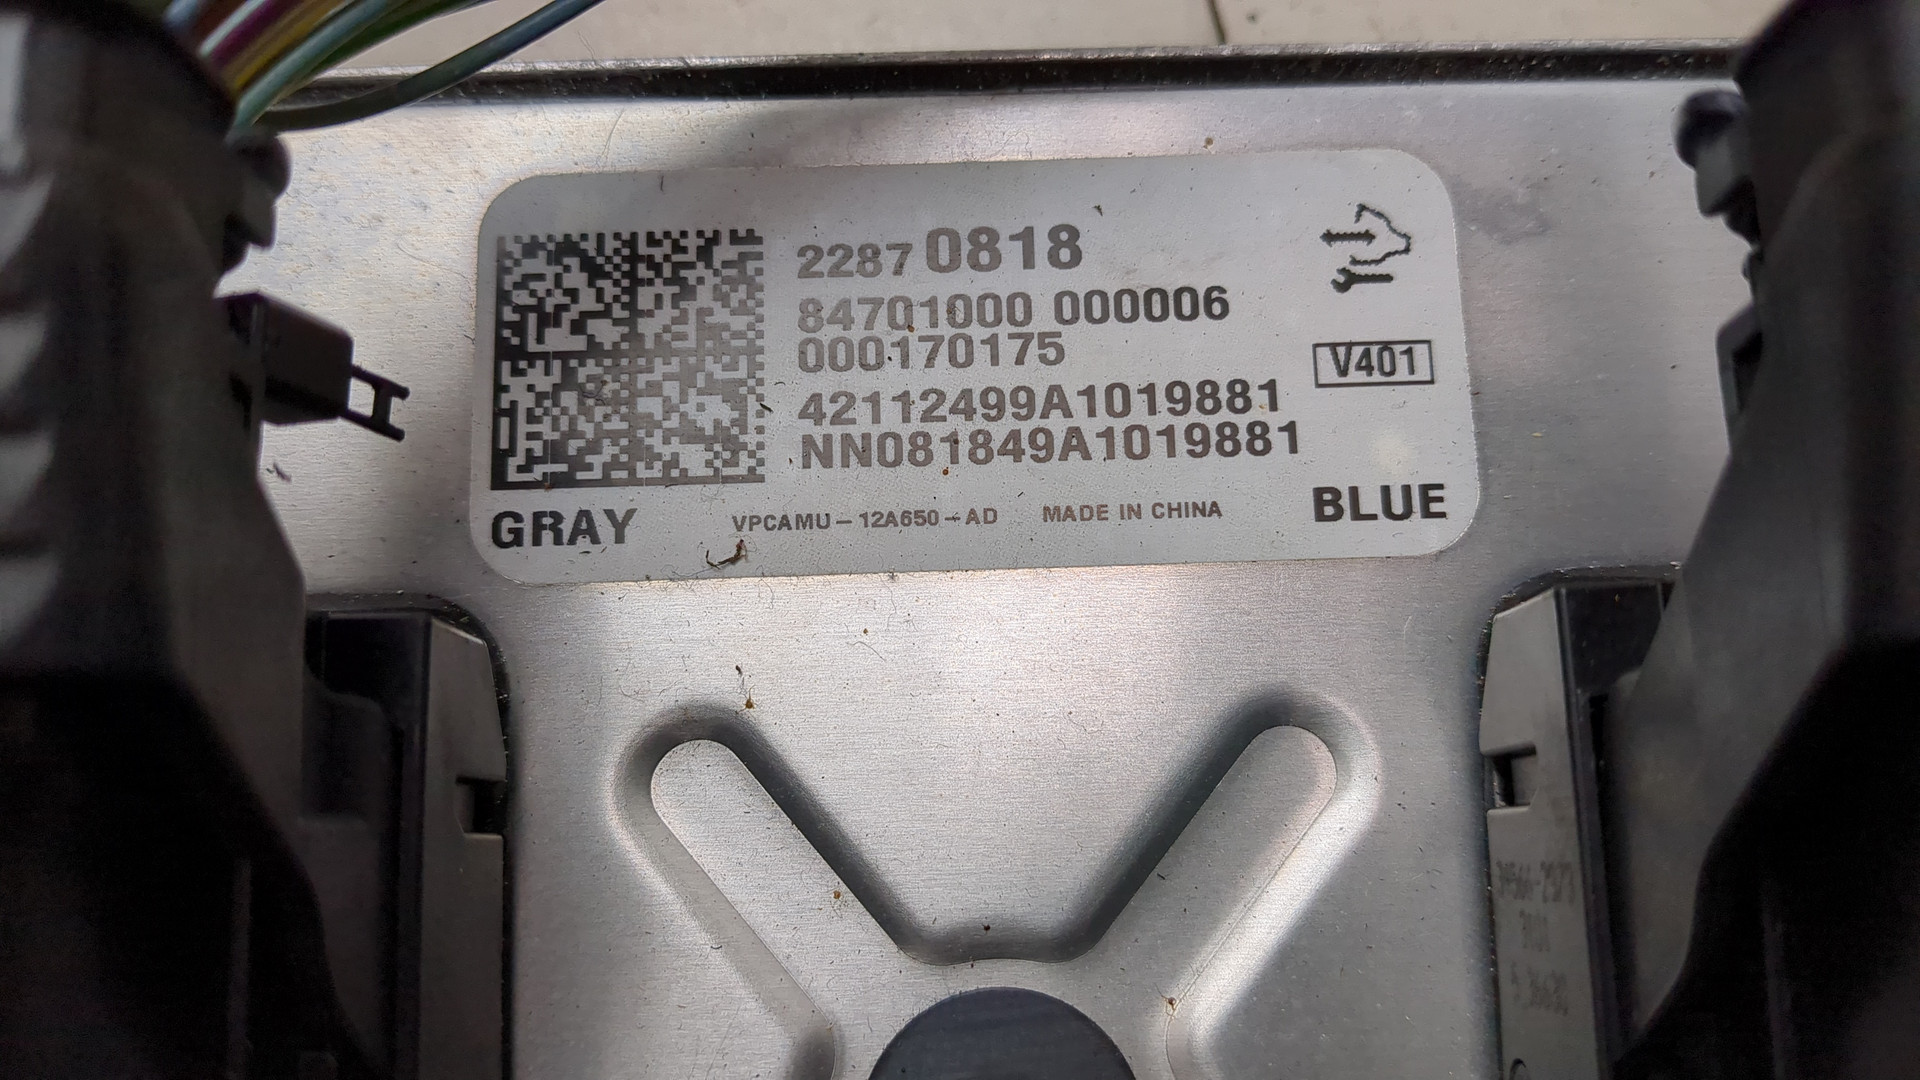 22870818
84701000 000006
000170175
V401
42112499A1019881
NN081849A1019881
GRAY
VPCAMU-12A650-AD MADE IN CHINA
BLUE